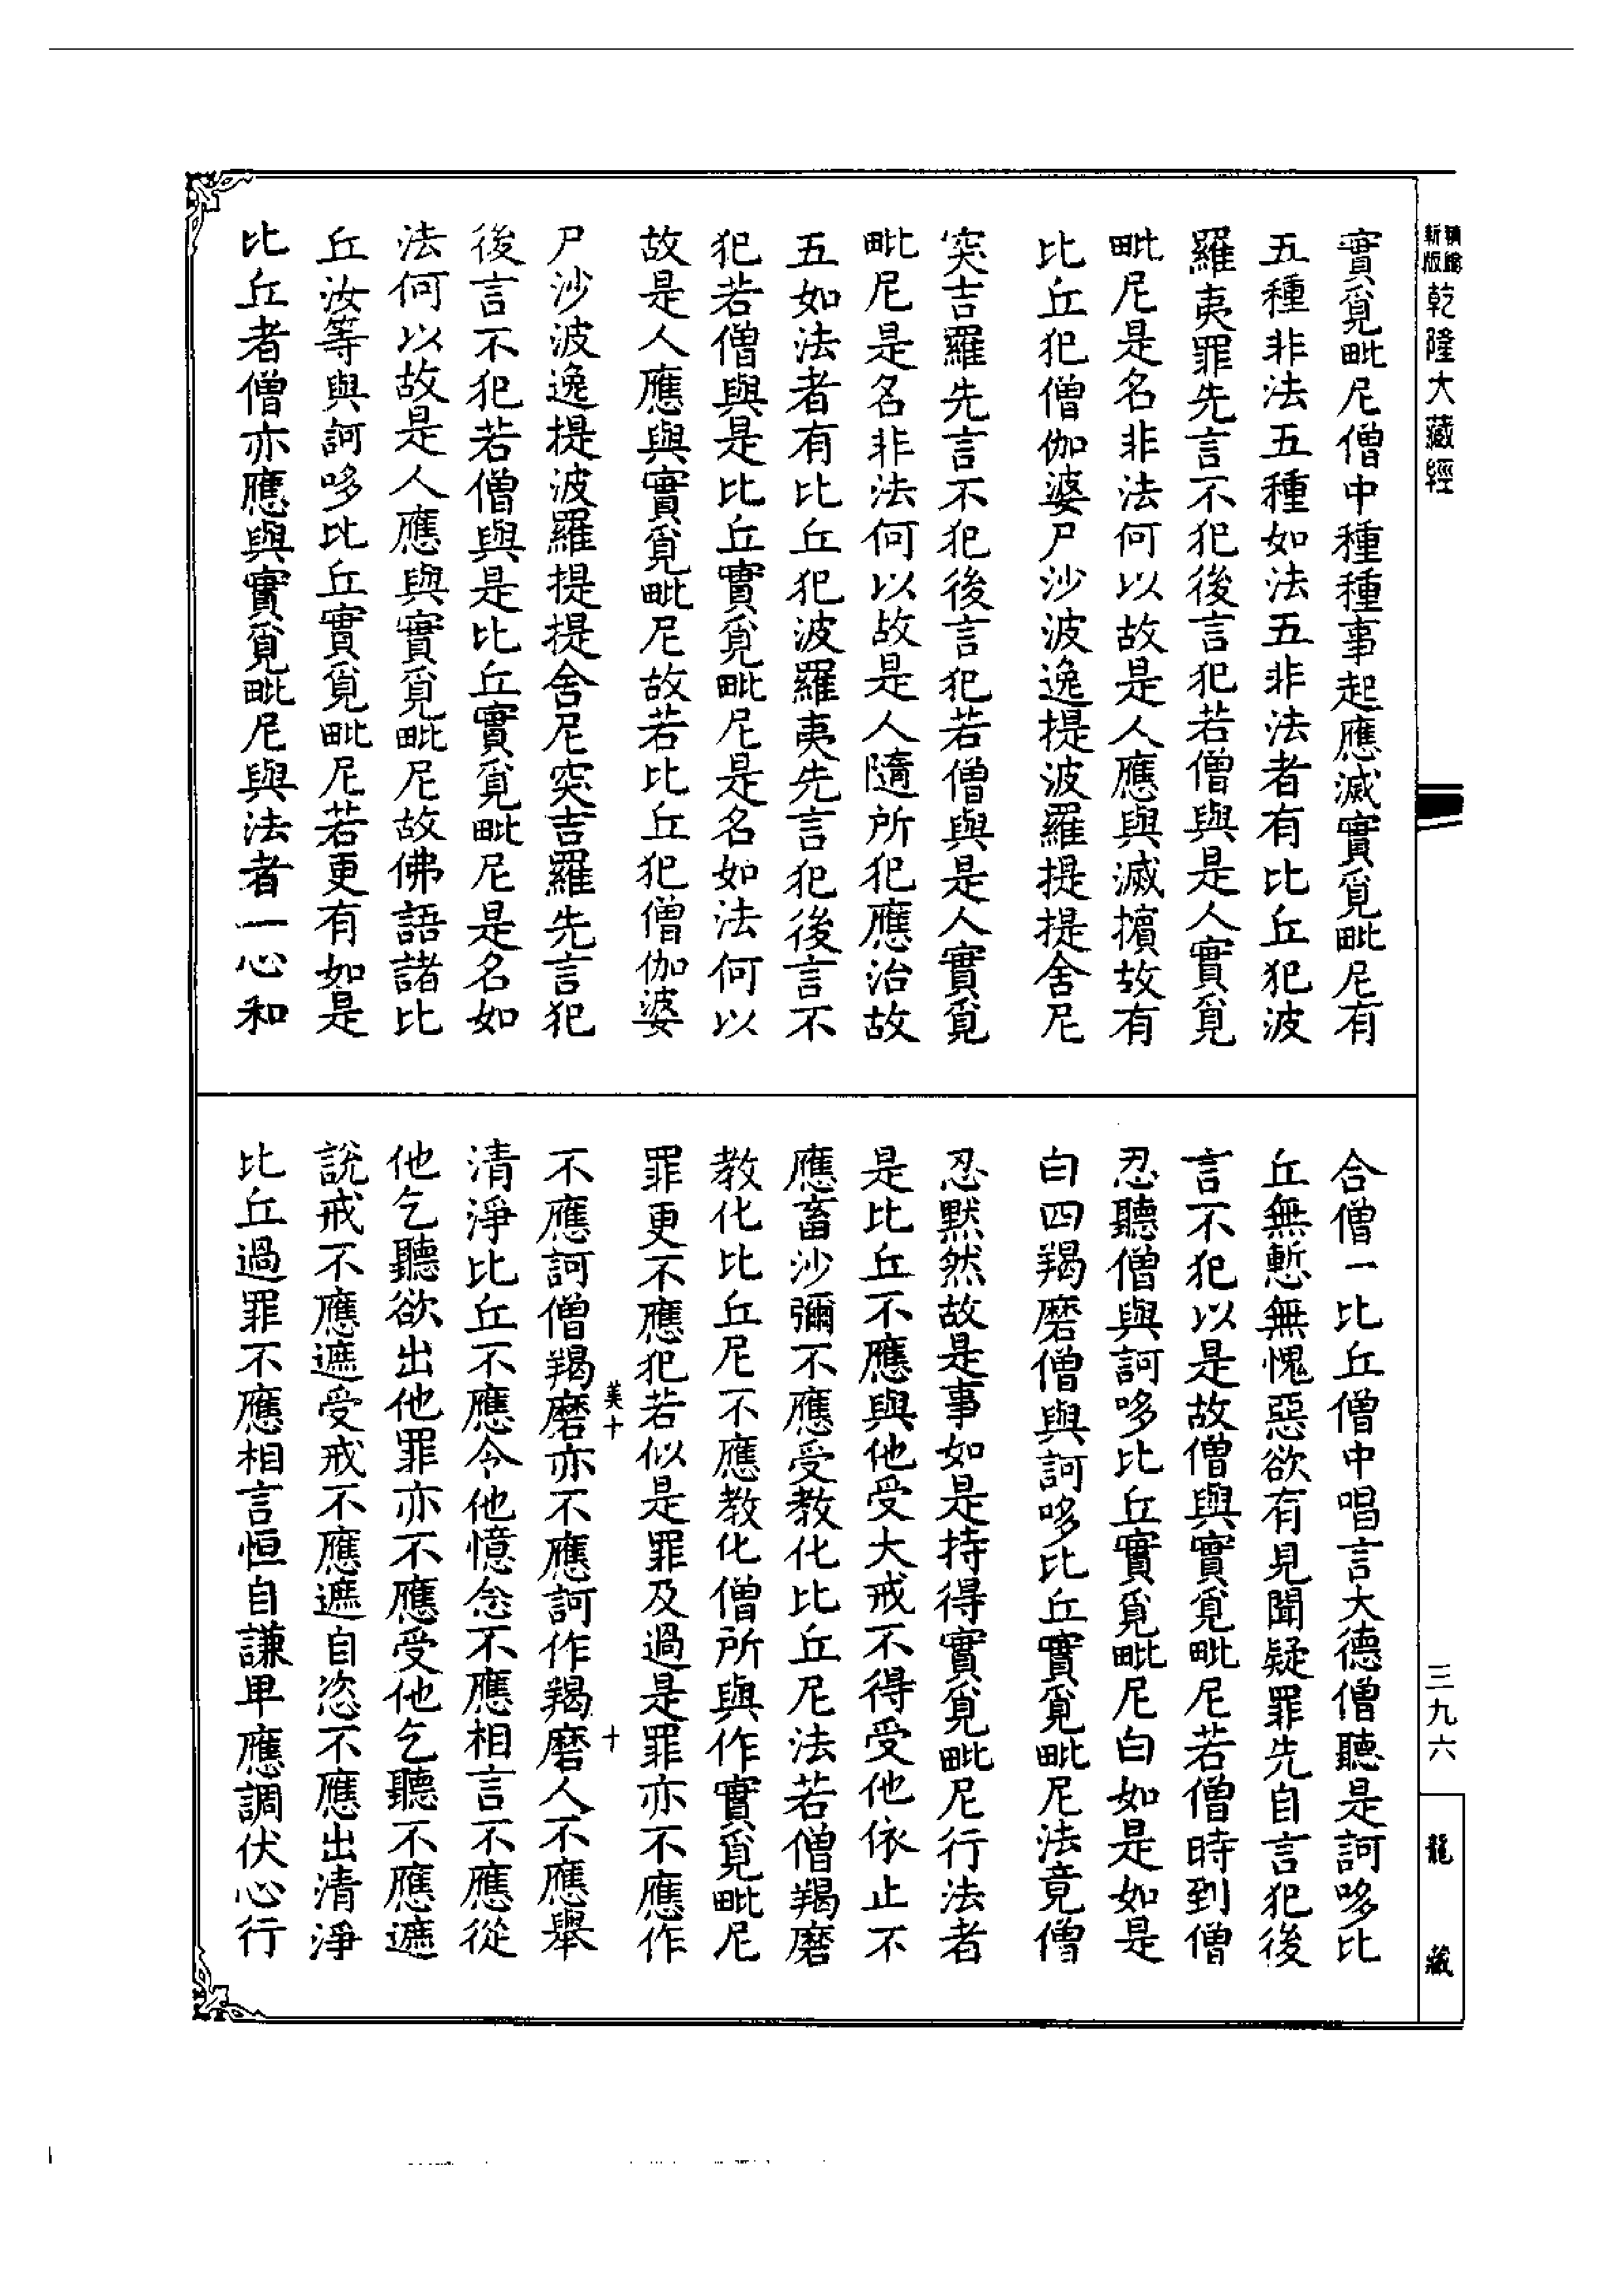 新版
乾隆大藏經
實覓毗尼僧中種種事起應滅實覓毗尼有
五種非法五種如法五非法者有比丘犯波
羅夷罪先言不犯後言犯若僧與是人實覓
毗尼是名非法何以故是人應與滅擯故有
比丘犯僧伽婆尸沙波逸提波羅提提舍尼
突吉羅先言不犯後言犯若僧與是人實覓
毗尼是名非法何以故是人隨所犯應治故
五如法者有比丘犯波羅夷先言犯後言不
犯若僧與是比丘實覓毗尼是名如法何以
故是人應與實覓毗尼故若比丘犯僧伽婆
尸沙波逸提波羅提提舍尼突吉羅先言犯
後言不犯若僧與是比丘實覓毗尼是名如
法何以故是人應與實覓毗尼故佛語諸比
丘汝等與訶哆比丘實覓毗尼若更有如是
比丘者僧亦應與實覓毗尼與法者一心和
合僧一比丘僧中唱言大德僧聽是訶哆比
丘無慙無愧惡欲有見聞疑罪先自言犯後
言不犯以是故僧與實覓毗尼若僧時到僧
忍聽僧與訶哆比丘實覓毗尼白如是如是
白四羯磨僧與訶哆比丘實覓毗尼法竟僧
忍默然故是事如是持得實覓毗尼行法者
是比丘不應與他受大戒不得受他依止不
應畜沙彌不應受教化比丘尼法若僧羯磨
教化比丘尼不應教化僧所與作實覓毗尼
罪更不應犯若似是罪及過是罪亦不應作
美十
十
不應訶僧羯磨亦不應訶作羯磨人不應舉
清淨比丘不應令他憶念不應相言不應從
他乞聽欲出他罪亦不應受他乞聽不應遮
說戒不應遮受戒不應遮自恣不應出清淨
比丘過罪不應相言恒自謙卑應調伏心行
三九六
龍藏